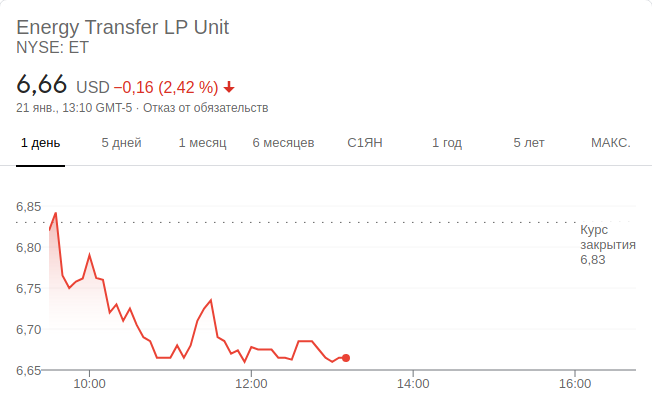 Energy Transfer LP Unit
NYSE: ET
6,66 USD −0,16 (2,42 %)
21 янв., 13:10 GMT-5 · Отказ от обязательств
1 день 5 дней 1 месяц 6 месяцев С1ЯН 1 год 5 лет МАКС.
6,85
Курс
закрытия
6,83
6,80
6,75
6,70
6,65
10:00 12:00 14:00 16:00